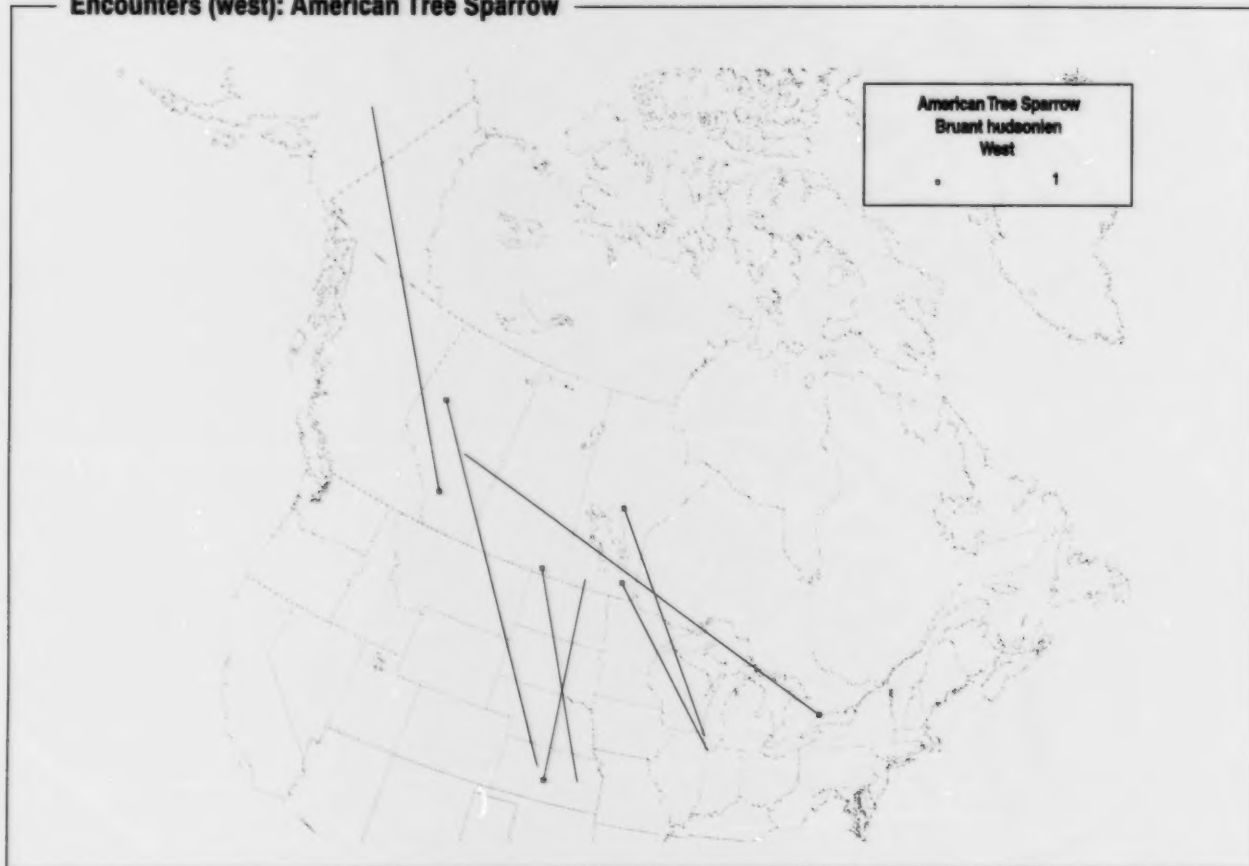 Encounters (west): American Tree Sparrow
American Tree Sparrow
Bruant hudsonien
West
1